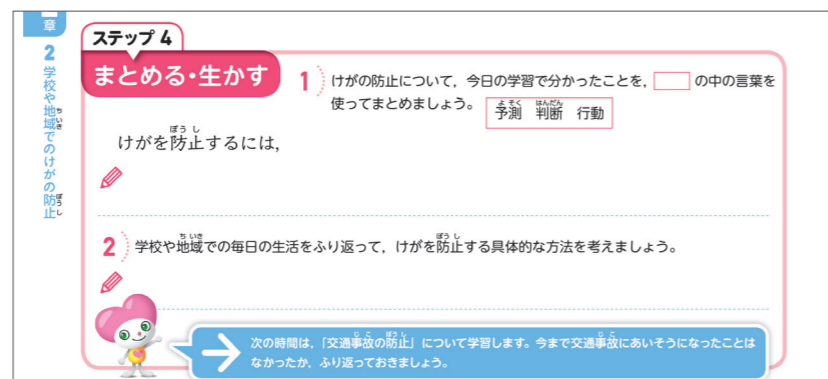 章
2 学校や地域でのけがの防止
ステップ 4
まとめる・生かす
1 けがの防止について，今日の学習で分かったことを，　　の中の言葉を
使ってまとめましょう。 予測 判断 行動
けがを防止するには，
2 学校や地域での毎日の生活をふり返って，けがを防止する具体的な方法を考えましょう。
次の時間は，「交通事故の防止」について学習します。今まで交通事故にあいそうになったことは
なかったか，ふり返っておきましょう。